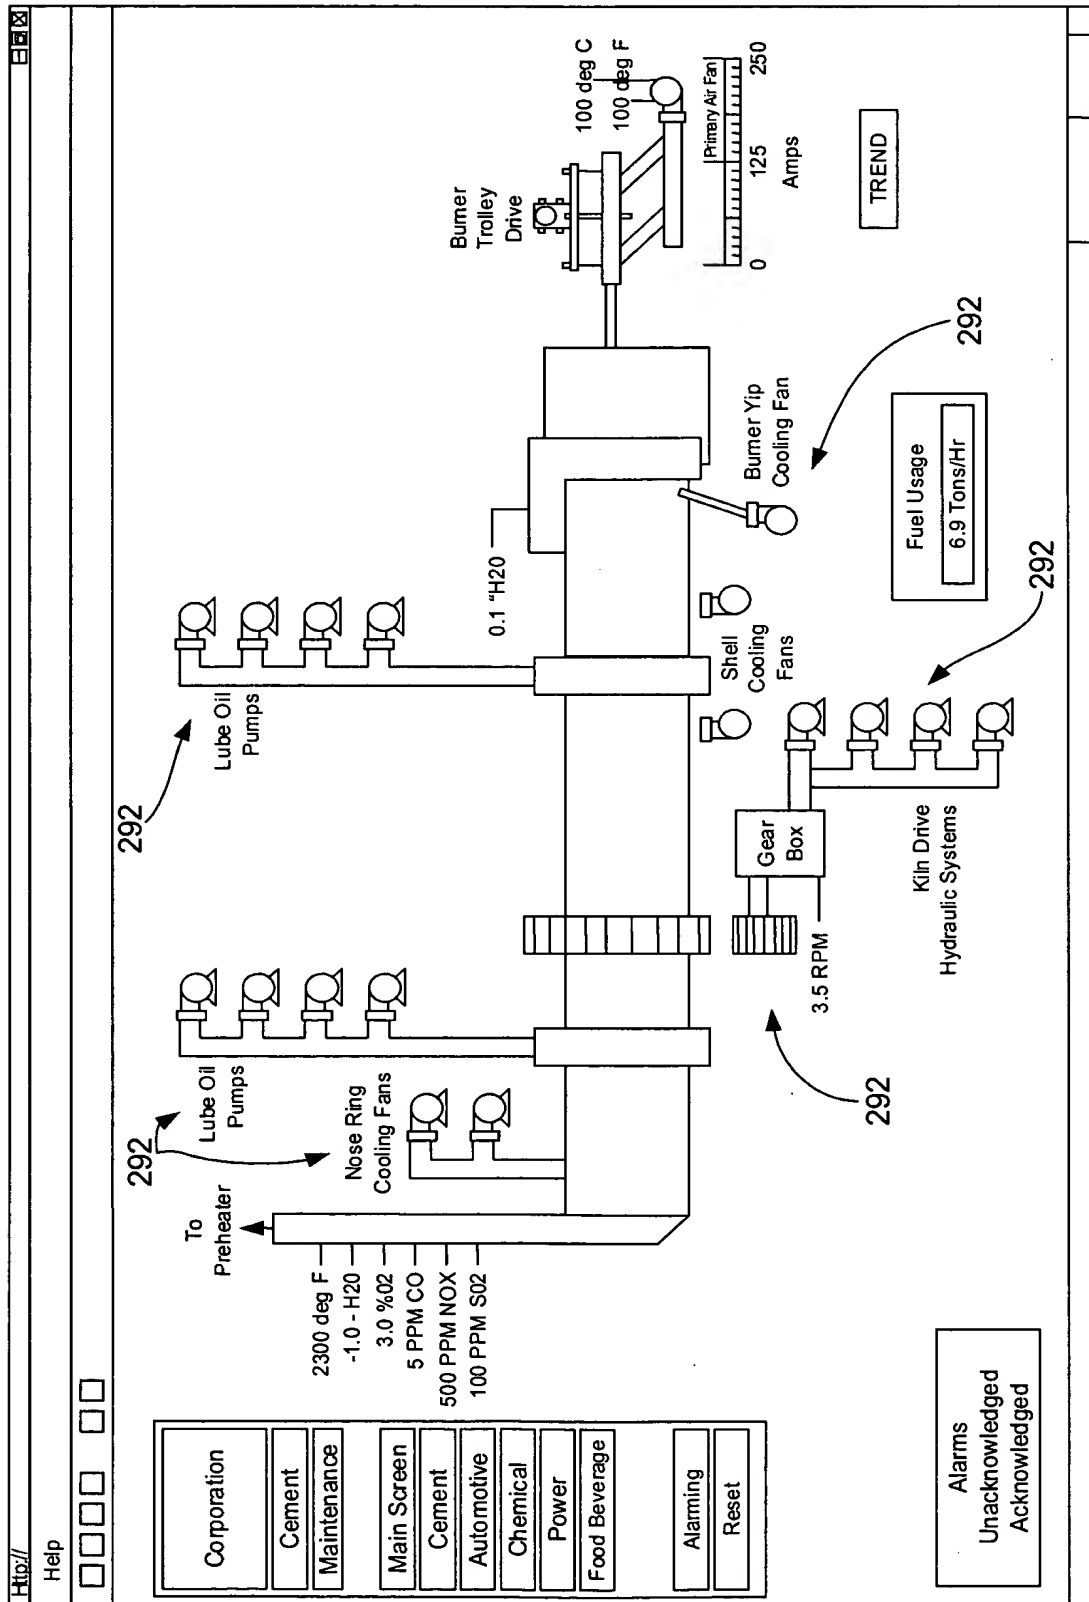 Http://
Help
Corporation
Cement
Maintenance
Main Screen
Cement
Automotive
Chemical
Power
Food Beverage
Alarming
Reset
Alarms
Unacknowledged
Acknowledged
To
Preheater
2300 deg F
-1.0 - H20
3.0 %02
5 PPM CO
500 PPM NOX
100 PPM S02
292
Lube Oil
Pumps
Nose Ring
Cooling Fans
292
Lube Oil
Pumps
0.1 "H20
Burner
Trolley
Drive
100 deg C
100 deg F
Primary Air Fan
0 125 250
Amps
TREND
Shell
Cooling
Fans
Burner Yip
Cooling Fan
292
Gear
Box
3.5 RPM
292
Kiln Drive
Hydraulic Systems
292
Fuel Usage
6.9 Tons/Hr